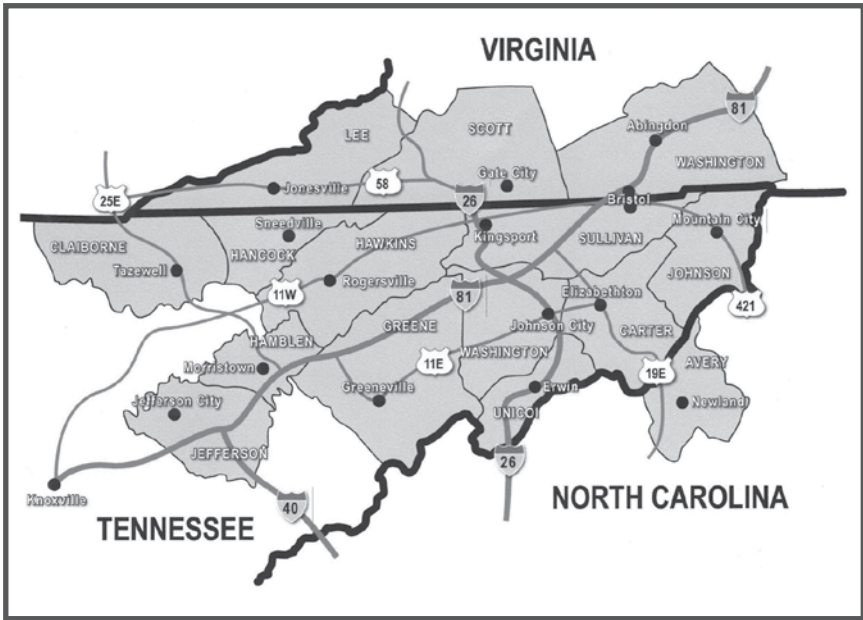 VIRGINIA
81
LEE
SCOTT
Abingdon
WASHINGTON
58
Gate City
Jonesville
25E
26
Bristol
Sneedville
Mountain City
CLAIBORNE
HANCOCK
HAWKINS
Kingsport
SULLIVAN
Tazewell
JOHNSON
Rogersville
11W
81
Elizabethton
421
GREENE
Johnson City
CARTER
HAMBLEN
WASHINGTON
11E
AVERY
Morristown
19E
Greeneville
Erwin
Jefferson City
Newland
UNICOI
JEFFERSON
26
Knoxville
NORTH CAROLINA
40
TENNESSEE